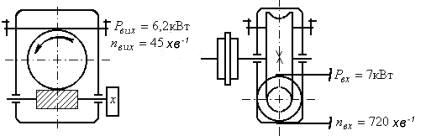 Pвих = 6,2кВт
nвих = 45 хв⁻¹
x
Pвх = 7кВт
nвх = 720 хв⁻¹